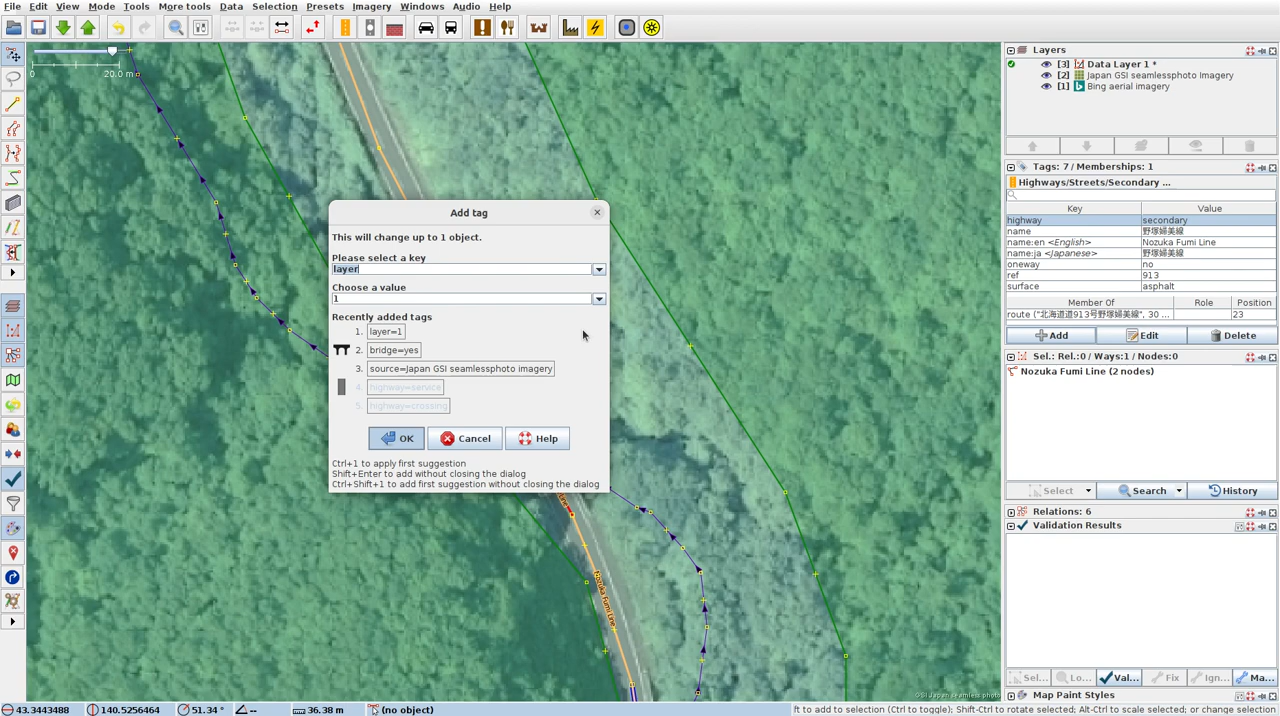 File Edit View Mode Tools More tools Data Selection Presets Imagery Windows Audio Help
0 20.0 m
Layers
[3] Data Layer 1 *
[2] Japan GSI seamlessphoto Imagery
[1] Bing aerial imagery
Tags: 7 / Memberships: 1
Highways/Streets/Secondary ...
Key Value
highway secondary
name 野塚婦美線
name:en <English> Nozuka Fumi Line
name:ja <Japanese> 野塚婦美線
oneway no
ref 913
surface asphalt
Member Of Role Position
route ("北海道道913号野塚婦美線", 30 ... 23
Add Edit Delete
Sel.: Rel.:0 / Ways:1 / Nodes:0
Nozuka Fumi Line (2 nodes)
Select Search History
Relations: 6
Validation Results
Sel... Lo... Val... Fix Ign... Ma...
Map Paint Styles
Add tag
This will change up to 1 object.
Please select a key
layer
Choose a value
1
Recently added tags
1. layer=1
2. bridge=yes
3. source=Japan GSI seamlessphoto imagery
4. highway=service
5. highway=crossing
OK Cancel Help
Ctrl+1 to apply first suggestion
Shift+Enter to add without closing the dialog
Ctrl+Shift+1 to add first suggestion without closing the dialog
Line
Nozuka Fumi Line
GSI Japan seamless photo
43.3443488 140.5256464 51.34 ° -- 36.38 m (no object) ft to add to selection (Ctrl to toggle); Shift-Ctrl to rotate selected; Alt-Ctrl to scale selected; or change selection